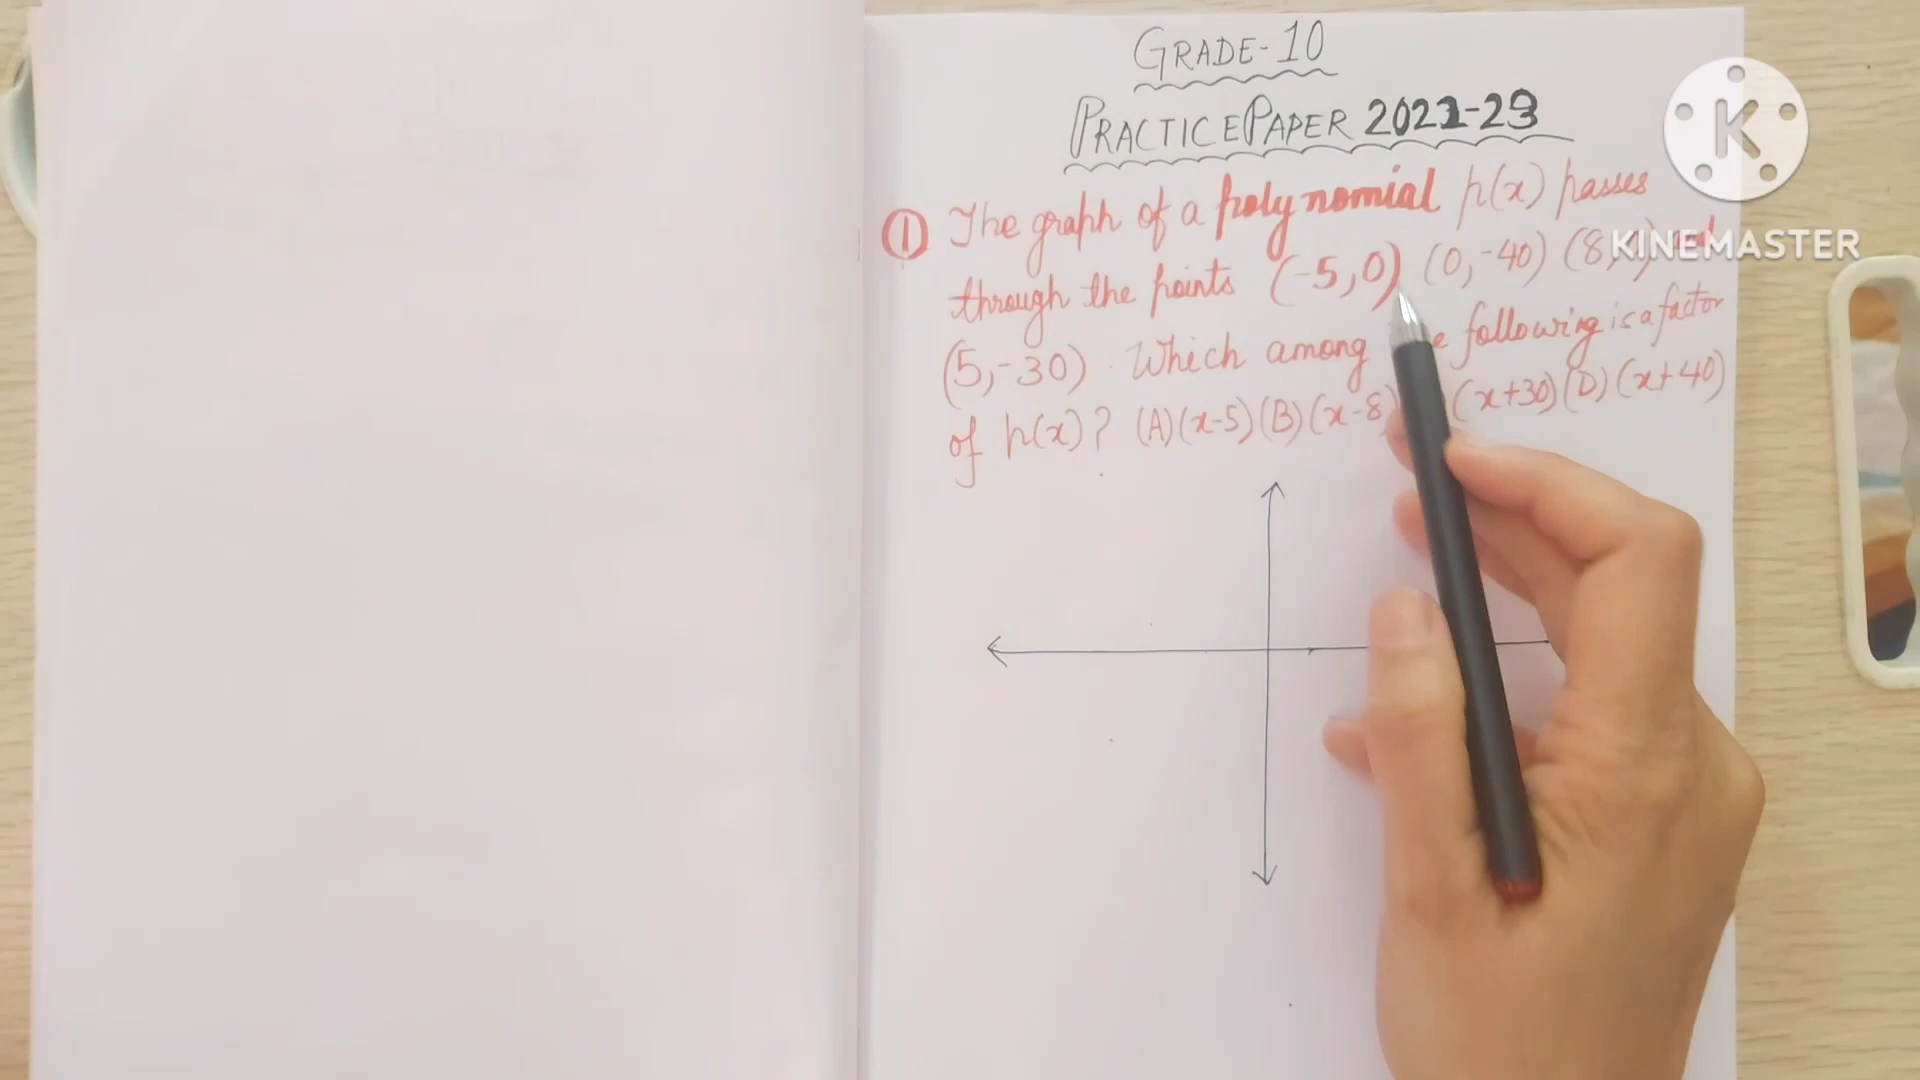 GRADE-10
PRACTICE PAPER 2022-23
① The graph of a polynomial p(x) passes
through the points (-5,0) (0,-40) (8,
(5,-30). Which among following is a factor
of p(x)? (A)(x-5)(B)(x-8) (x+30)(D)(x+40)
K
KINEMASTER